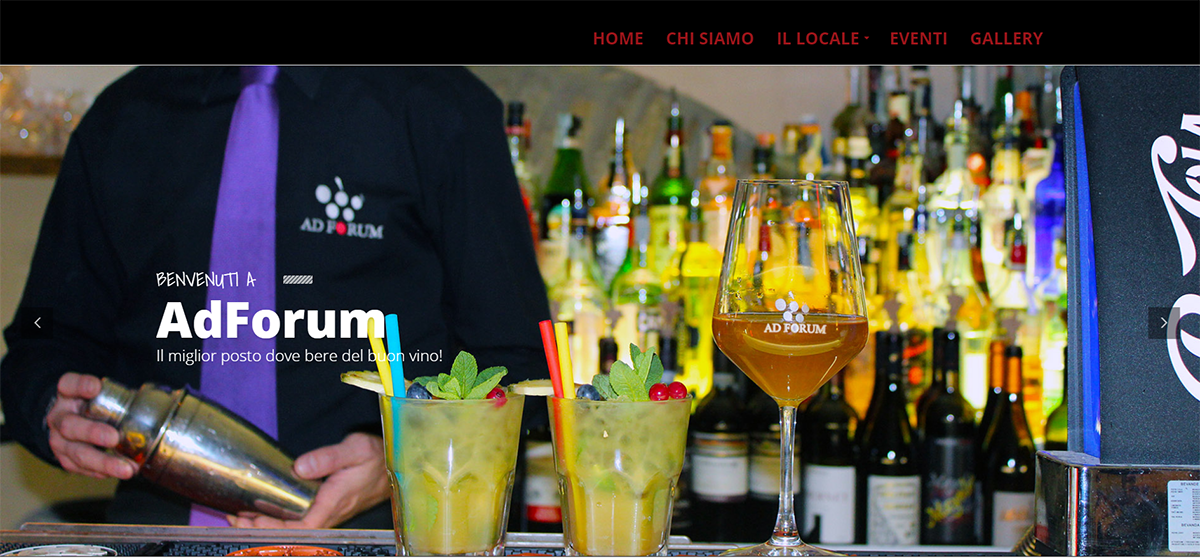 HOME CHI SIAMO IL LOCALE EVENTI GALLERY
AD FORUM
BENVENUTI A
AdForum
Il miglior posto dove bere del buon vino!
AD FORUM